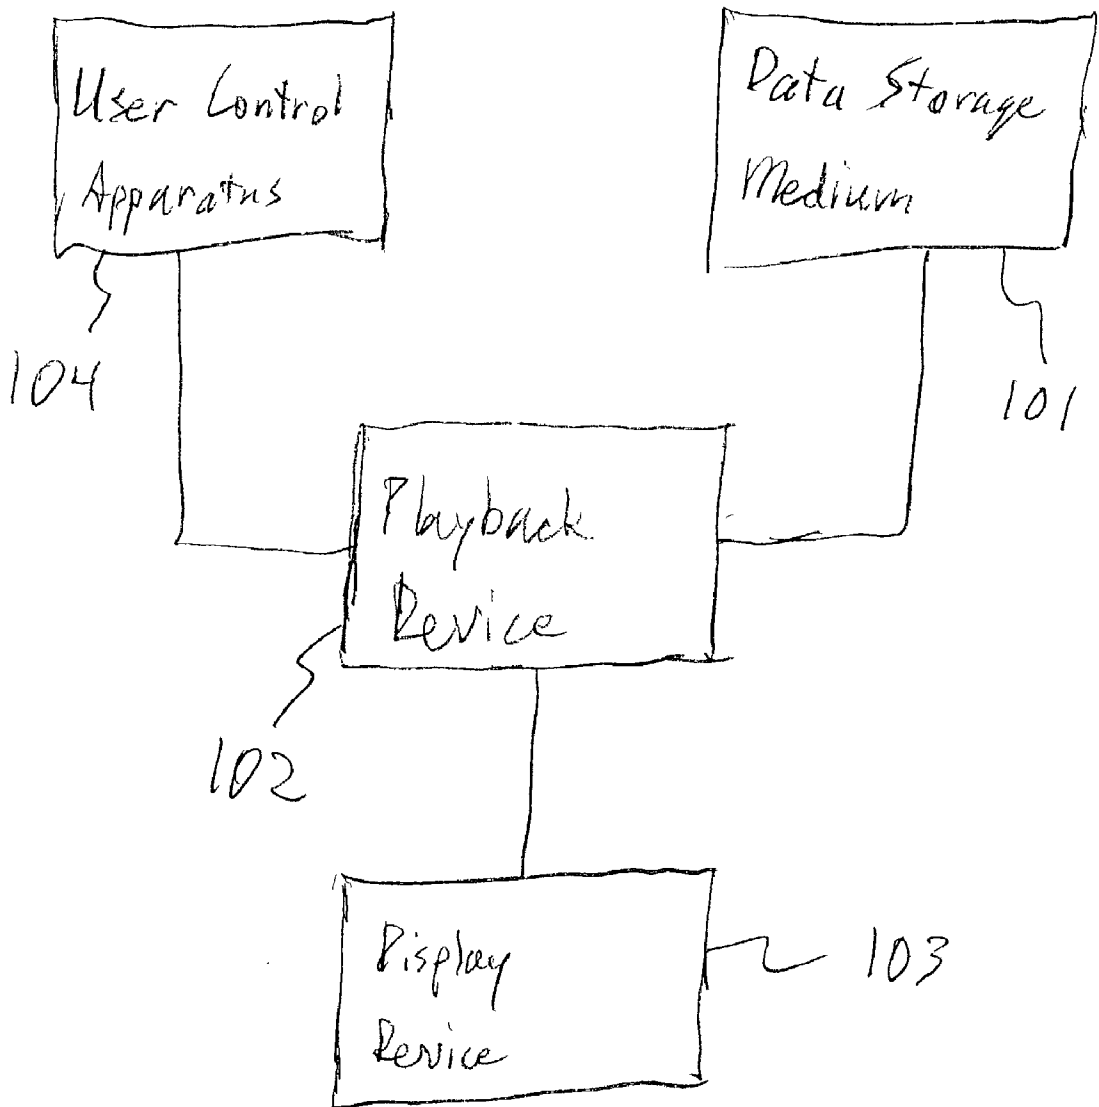 User Control
Apparatus
104
Data Storage
Medium
101
Playback
Device
102
Display
Device
103